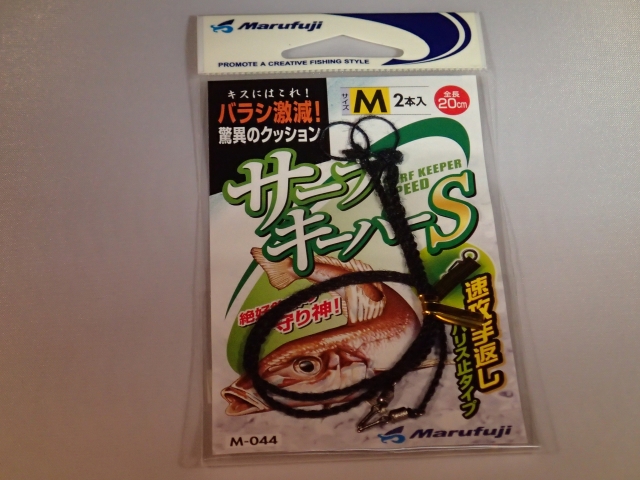 Marufuji
PROMOTE A CREATIVE FISHING STYLE
キスにはこれ!
バラシ激減!
驚異のクッション
サイズ M 2本入
全長
20cm
RF KEEPER
PEED
サーフ
キーパーS
絶好
守り神!
速攻手返し
ハリス止タイプ
M-044
Marufuji